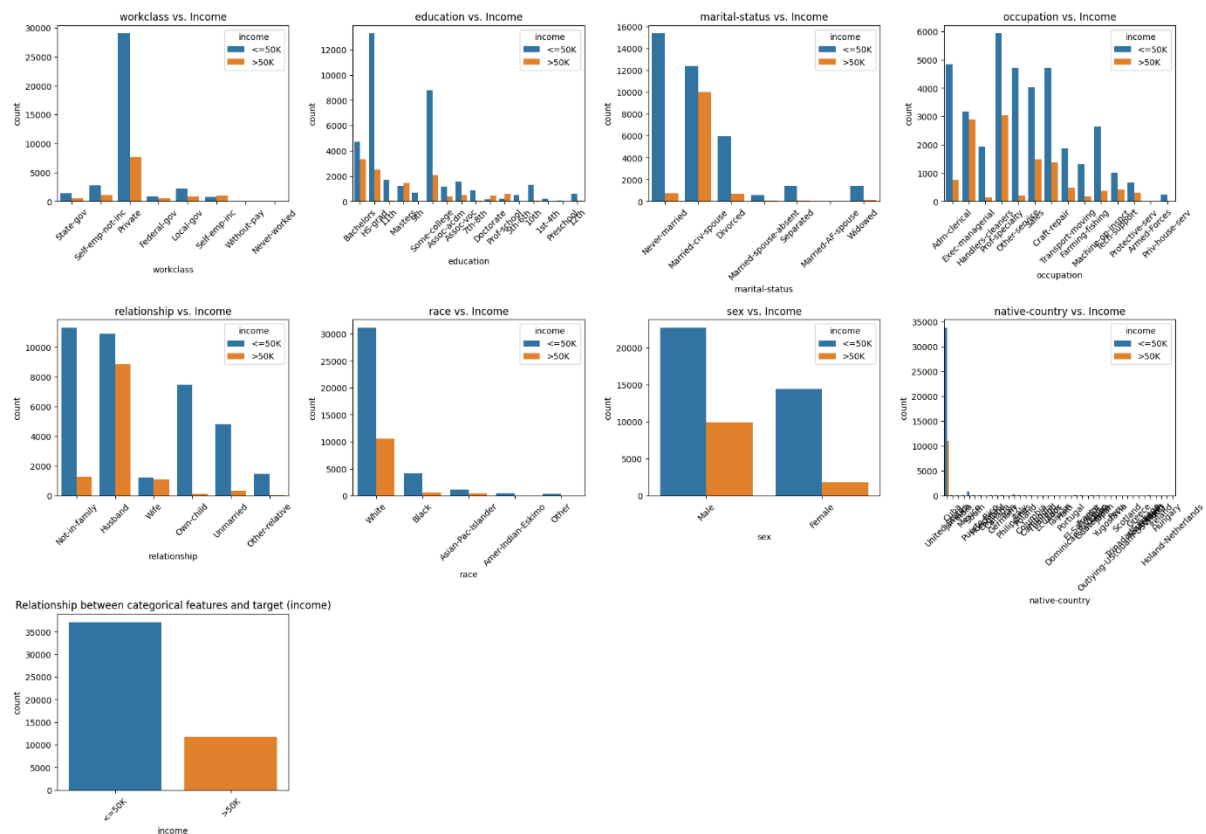 workclass vs. Income
30000
25000
20000
15000
10000
5000
0
count
income
<=50K
>50K
State-gov
Self-emp-not-inc
Private
Federal-gov
Local-gov
Self-emp-inc
Without-pay
Never-worked
workclass
education vs. Income
12000
10000
8000
6000
4000
2000
0
count
income
<=50K
>50K
Bachelors
HS-grad
11th
Masters
9th
Some-college
Assoc-acdm
Assoc-voc
7th-8th
Doctorate
Prof-school
5th-6th
10th
1st-4th
Preschool
12th
education
marital-status vs. Income
16000
14000
12000
10000
8000
6000
4000
2000
0
count
income
<=50K
>50K
Never-married
Married-civ-spouse
Divorced
Married-spouse-absent
Separated
Married-AF-spouse
Widowed
marital-status
occupation vs. Income
6000
5000
4000
3000
2000
1000
0
count
income
<=50K
>50K
Adm-clerical
Exec-managerial
Handlers-cleaners
Prof-specialty
Other-service
Sales
Craft-repair
Transport-moving
Farming-fishing
Machine-op-inspct
Tech-support
Protective-serv
Armed-Forces
Priv-house-serv
occupation
relationship vs. Income
10000
8000
6000
4000
2000
0
count
income
<=50K
>50K
Not-in-family
Husband
Wife
Own-child
Unmarried
Other-relative
relationship
race vs. Income
30000
25000
20000
15000
10000
5000
0
count
income
<=50K
>50K
White
Black
Asian-Pac-Islander
Amer-Indian-Eskimo
Other
race
sex vs. Income
20000
15000
10000
5000
0
count
income
<=50K
>50K
Male
Female
sex
native-country vs. Income
35000
30000
25000
20000
15000
10000
5000
0
count
income
<=50K
>50K
Cuba
Portugal
Yugoslavia
Scotland
Greece
Hungary
Holand-Netherlands
native-country
Relationship between categorical features and target (income)
35000
30000
25000
20000
15000
10000
5000
0
count
<=50K
>50K
income